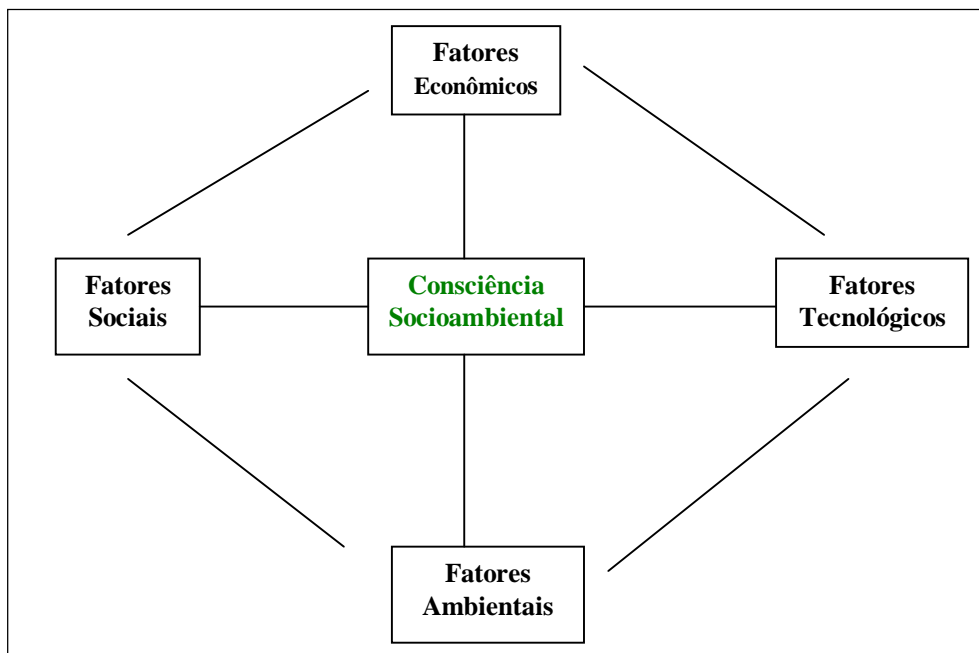 Fatores
Econômicos
Fatores
Sociais
Consciência
Socioambiental
Fatores
Tecnológicos
Fatores
Ambientais